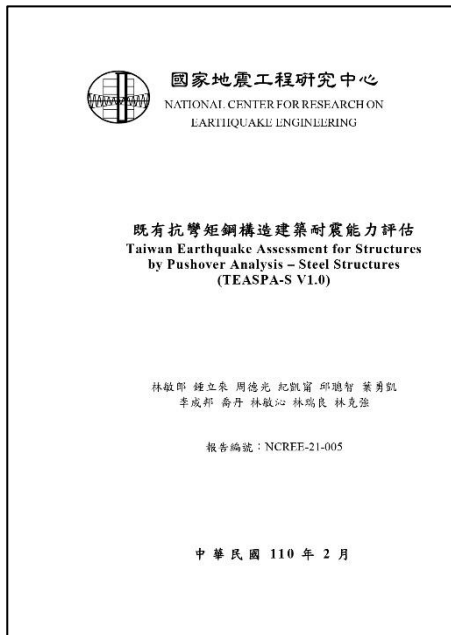 國家地震工程研究中心
NATIONAL CENTER FOR RESEARCH ON
EARTHQUAKE ENGINEERING
既有抗彎矩鋼構造建築耐震能力評估
Taiwan Earthquake Assessment for Structures
by Pushover Analysis – Steel Structures
(TEASPA-S V1.0)
林敏郎 鍾立來 周德光 紀凱甯 邱聰智 葉勇凱
李成邦 喬丹 林敏沁 林瑞良 林克強
報告編號：NCREE-21-005
中華民國 110 年 2 月